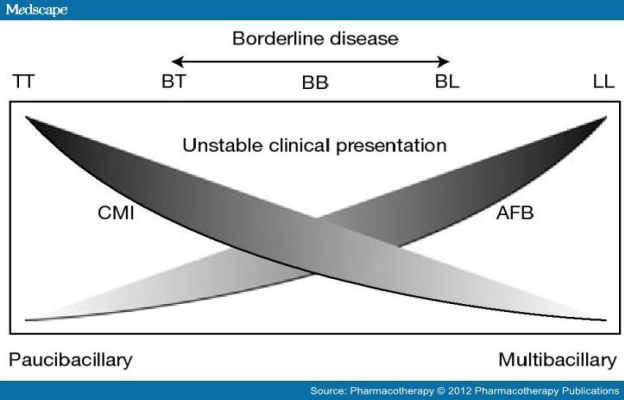 Medscape®
Borderline disease
TT BT BB BL LL
Unstable clinical presentation
CMI AFB
Paucibacillary Multibacillary
Source: Pharmacotherapy © 2012 Pharmacotherapy Publications